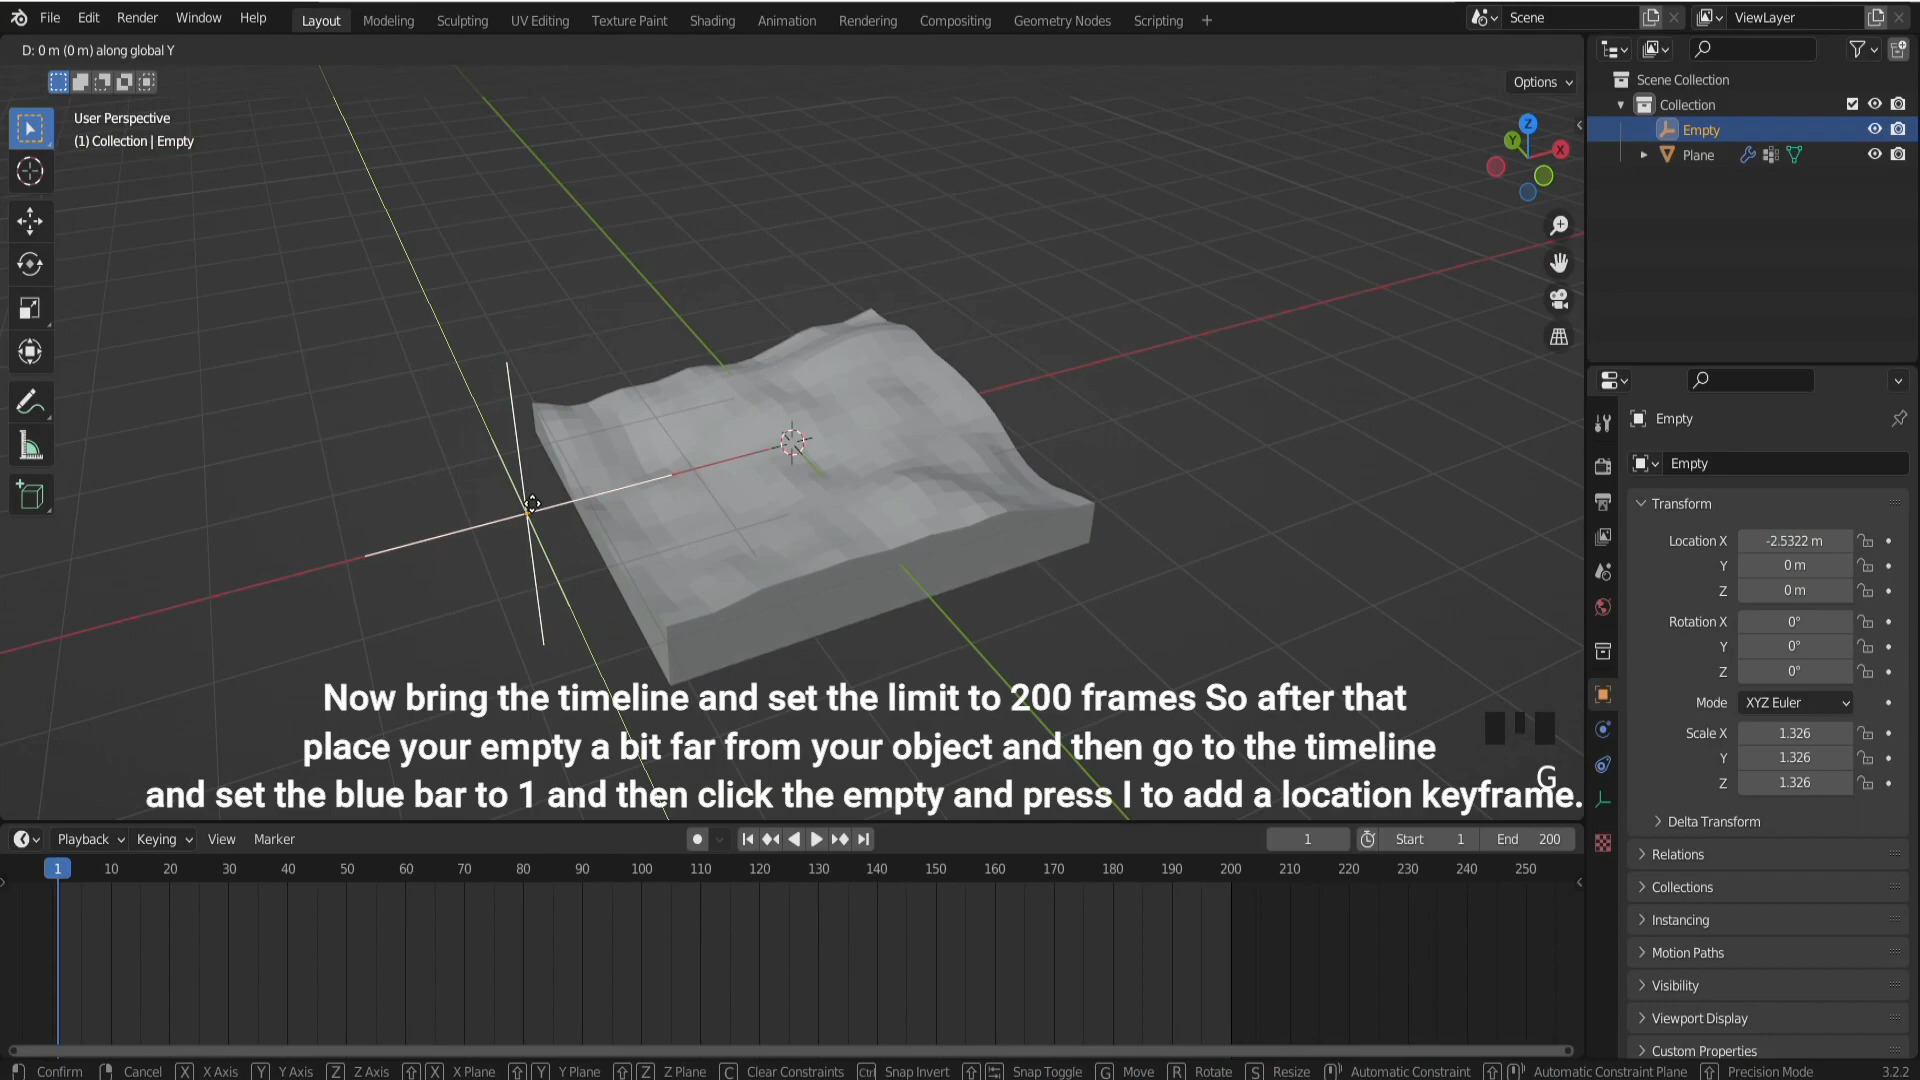 File Edit Render Window Help Layout Modeling Sculpting UV Editing Texture Paint Shading Animation Rendering Compositing Geometry Nodes Scripting + Scene ViewLayer
D: 0 m (0 m) along global Y
Options
User Perspective
(1) Collection | Empty
Z
Y
X
Scene Collection
Collection
Empty
Plane
Empty
Empty
Transform
Location X -2.5322 m
Y 0 m
Z 0 m
Rotation X 0°
Y 0°
Z 0°
Mode XYZ Euler
Scale X 1.326
Y 1.326
Z 1.326
Delta Transform
Relations
Collections
Instancing
Motion Paths
Visibility
Viewport Display
Custom Properties
Now bring the timeline and set the limit to 200 frames So after that
place your empty a bit far from your object and then go to the timeline
and set the blue bar to 1 and then click the empty and press I to add a location keyframe.
G
Playback Keying View Marker 1 Start 1 End 200
1 10 20 30 40 50 60 70 80 90 100 110 120 130 140 150 160 170 180 190 200 210 220 230 240 250
Confirm Cancel X X Axis Y Y Axis Z Z Axis X X Plane Y Y Plane Z Z Plane C Clear Constraints Ctrl Snap Invert Snap Toggle G Move R Rotate S Resize Automatic Constraint Automatic Constraint Plane Precision Mode 3.2.2